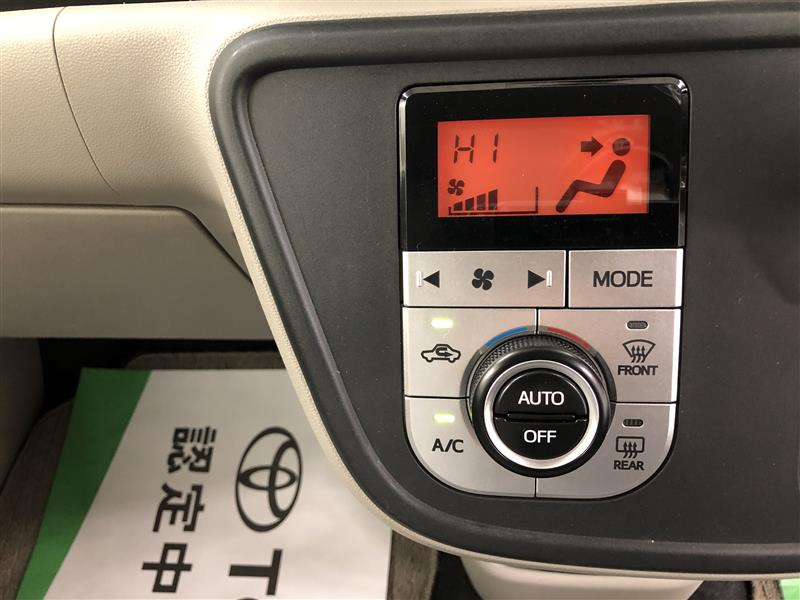 HI
MODE
FRONT
AUTO
OFF
A/C
REAR
認定中
T